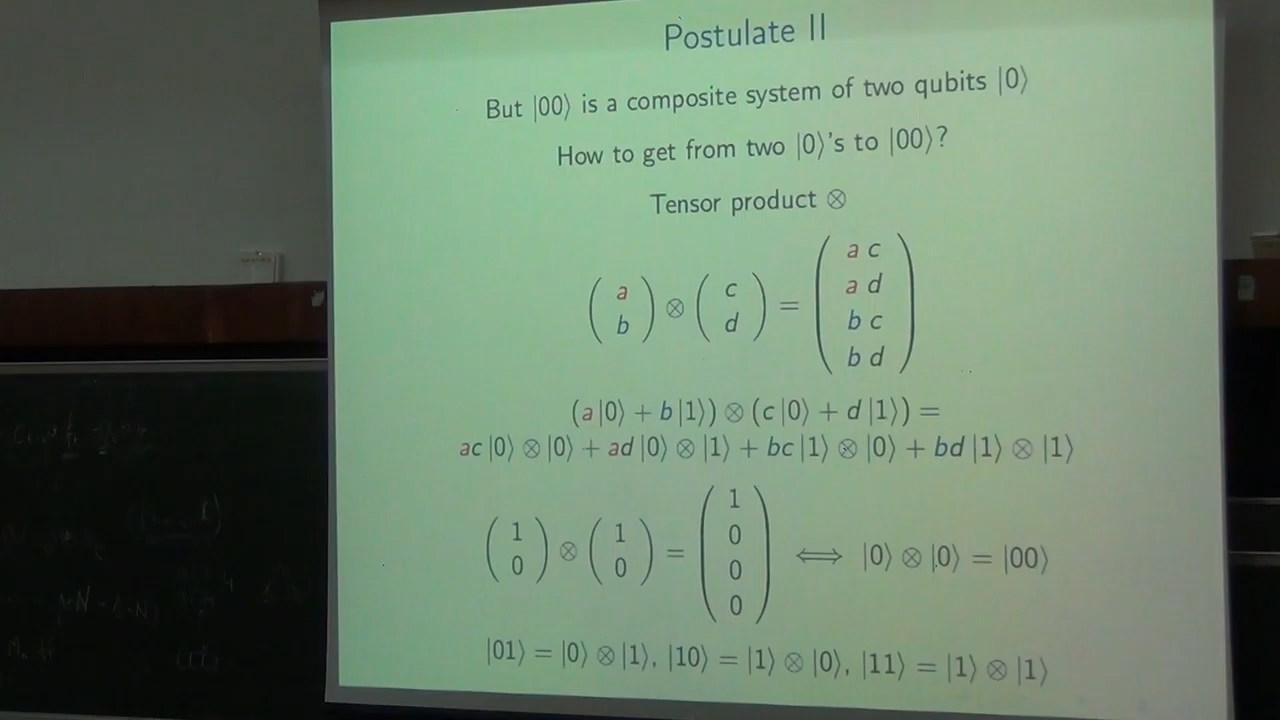 Postulate II
But |00⟩ is a composite system of two qubits |0⟩
How to get from two |0⟩'s to |00⟩?
Tensor product ⊗
( a b ) ⊗ ( c d ) = ( a c a d b c b d )
(a|0⟩ + b|1⟩) ⊗ (c|0⟩ + d|1⟩) =
ac|0⟩ ⊗ |0⟩ + ad|0⟩ ⊗ |1⟩ + bc|1⟩ ⊗ |0⟩ + bd|1⟩ ⊗ |1⟩
( 1 0 ) ⊗ ( 1 0 ) = ( 1 0 0 0 ) ⟺ |0⟩ ⊗ |0⟩ = |00⟩
|01⟩ = |0⟩ ⊗ |1⟩, |10⟩ = |1⟩ ⊗ |0⟩, |11⟩ = |1⟩ ⊗ |1⟩